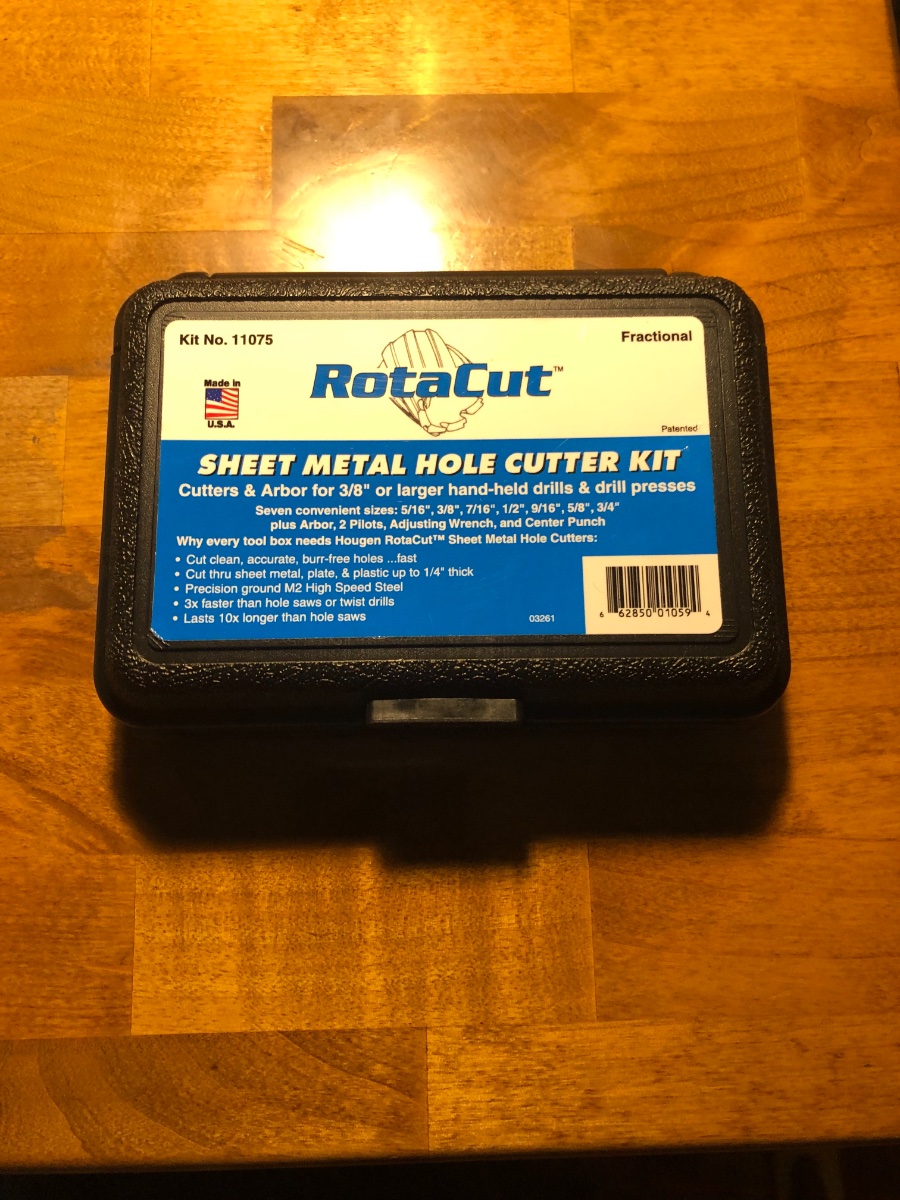 Kit No. 11075
Fractional
RotaCut™
Made in
U.S.A.
Patented
SHEET METAL HOLE CUTTER KIT
Cutters & Arbor for 3/8" or larger hand-held drills & drill presses
Seven convenient sizes: 5/16", 3/8", 7/16", 1/2", 9/16", 5/8", 3/4"
plus Arbor, 2 Pilots, Adjusting Wrench, and Center Punch
Why every tool box needs Hougen RotaCut™ Sheet Metal Hole Cutters:
• Cut clean, accurate, burr-free holes ...fast
• Cut thru sheet metal, plate, & plastic up to 1/4" thick
• Precision ground M2 High Speed Steel
• 3x faster than hole saws or twist drills
• Lasts 10x longer than hole saws
03261
6 62850 01059 4